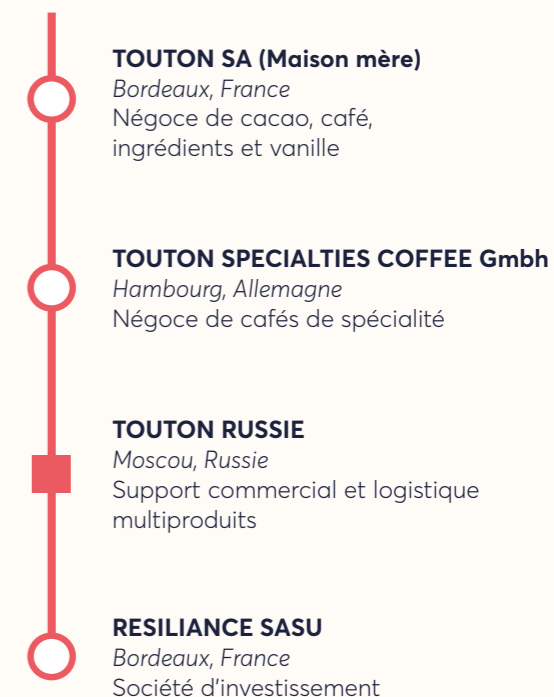 TOUTON SA (Maison mère)
Bordeaux, France
Négoce de cacao, café,
ingrédients et vanille
TOUTON SPECIALTIES COFFEE Gmbh
Hambourg, Allemagne
Négoce de cafés de spécialité
TOUTON RUSSIE
Moscou, Russie
Support commercial et logistique
multiproduits
RESILIANCE SASU
Bordeaux, France
Société d'investissement